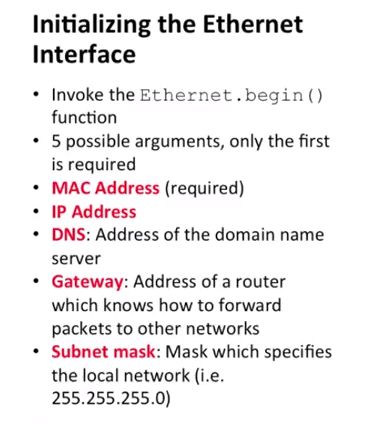 Initializing the Ethernet
Interface
• Invoke the Ethernet.begin()
function
• 5 possible arguments, only the first
is required
• MAC Address (required)
• IP Address
• DNS: Address of the domain name
server
• Gateway: Address of a router
which knows how to forward
packets to other networks
• Subnet mask: Mask which specifies
the local network (i.e.
255.255.255.0)